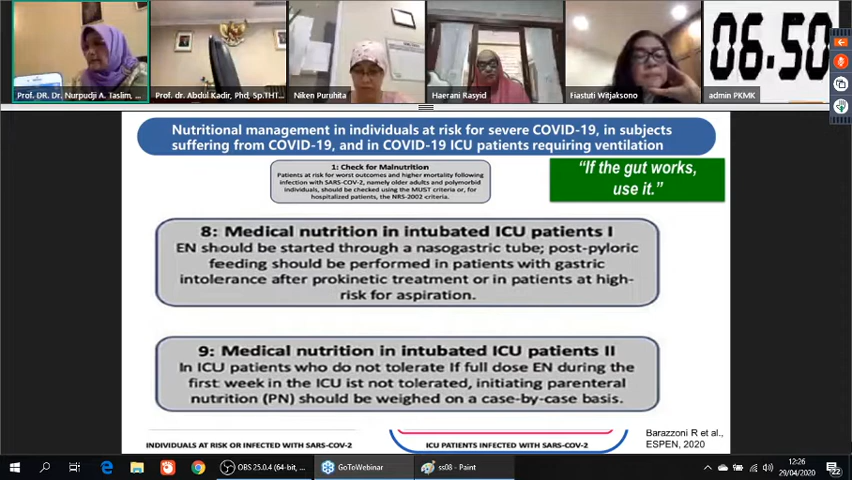 Prof. DR. Dr. Nurpudji A. Taslim, ...
Prof. dr. Abdul Kadir, Phd, Sp.THT...
Niken Puruhita
Haerani Rasyid
Fiastuti Witjaksono
06.50
admin PKMK
Nutritional management in individuals at risk for severe COVID-19, in subjects
suffering from COVID-19, and in COVID-19 ICU patients requiring ventilation
1: Check for Malnutrition
Patients at risk for worst outcomes and higher mortality following
infection with SARS-COV-2, namely older adults and polymorbid
individuals, should be checked using the MUST criteria or, for
hospitalized patients, the NRS-2002 criteria.
“If the gut works,
use it.”
8: Medical nutrition in intubated ICU patients I
EN should be started through a nasogastric tube; post-pyloric
feeding should be performed in patients with gastric
intolerance after prokinetic treatment or in patients at high-
risk for aspiration.
9: Medical nutrition in intubated ICU patients II
In ICU patients who do not tolerate If full dose EN during the
first week in the ICU ist not tolerated, initiating parenteral
nutrition (PN) should be weighed on a case-by-case basis.
INDIVIDUALS AT RISK OR INFECTED WITH SARS-COV-2
ICU PATIENTS INFECTED WITH SARS-COV-2
Barazzoni R et al.,
ESPEN, 2020
OBS 25.0.4 (64-bit, ...
GoToWebinar
ss08 - Paint
12:26
29/04/2020
22